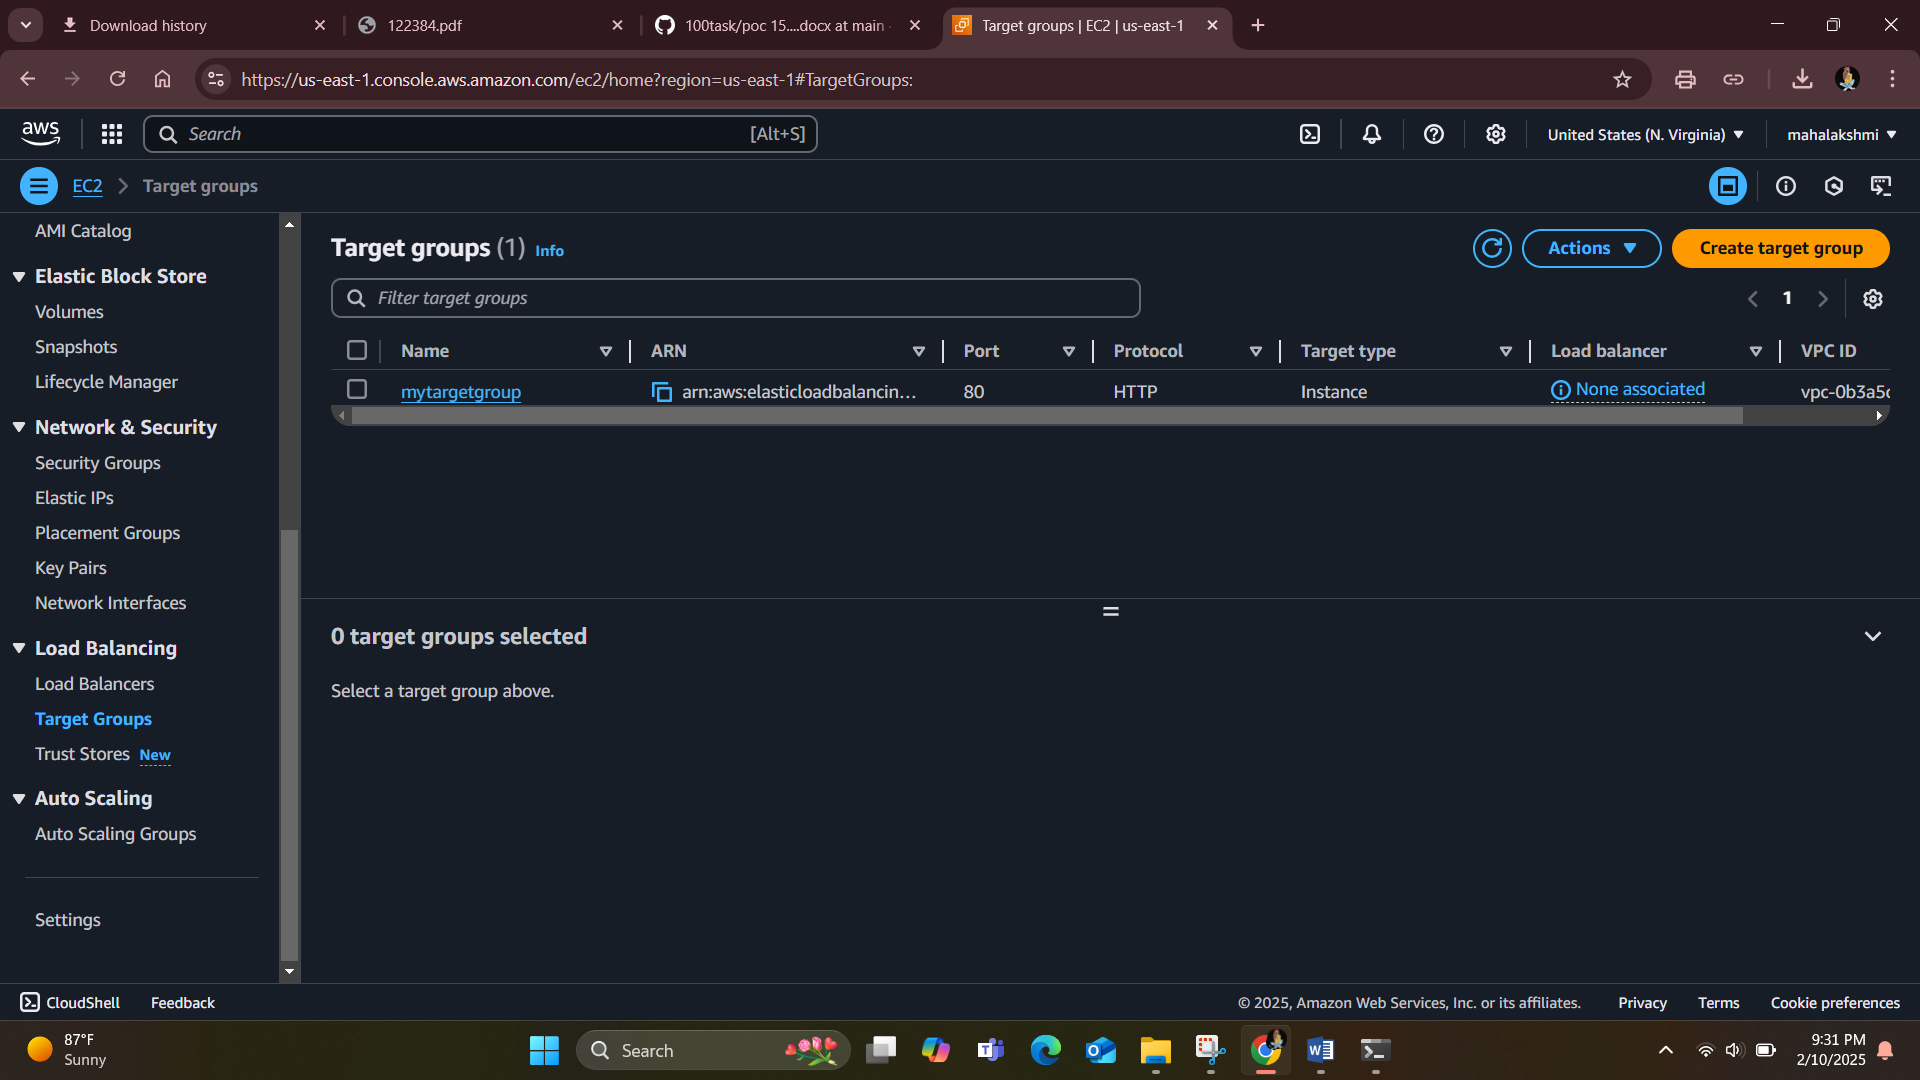 Download history
122384.pdf
100task/poc 15....docx at main
Target groups | EC2 | us-east-1
https://us-east-1.console.aws.amazon.com/ec2/home?region=us-east-1#TargetGroups:
aws
Search
[Alt+S]
United States (N. Virginia)
mahalakshmi
EC2
Target groups
AMI Catalog
Elastic Block Store
Volumes
Snapshots
Lifecycle Manager
Network & Security
Security Groups
Elastic IPs
Placement Groups
Key Pairs
Network Interfaces
Load Balancing
Load Balancers
Target Groups
Trust Stores New
Auto Scaling
Auto Scaling Groups
Settings
Target groups (1) Info
Actions
Create target group
Filter target groups
1
Name ARN Port Protocol Target type Load balancer VPC ID
mytargetgroup arn:aws:elasticloadbalancin... 80 HTTP Instance None associated vpc-0b3a5c
0 target groups selected
Select a target group above.
CloudShell Feedback
© 2025, Amazon Web Services, Inc. or its affiliates. Privacy Terms Cookie preferences
87°F
Sunny
Search
9:31 PM
2/10/2025